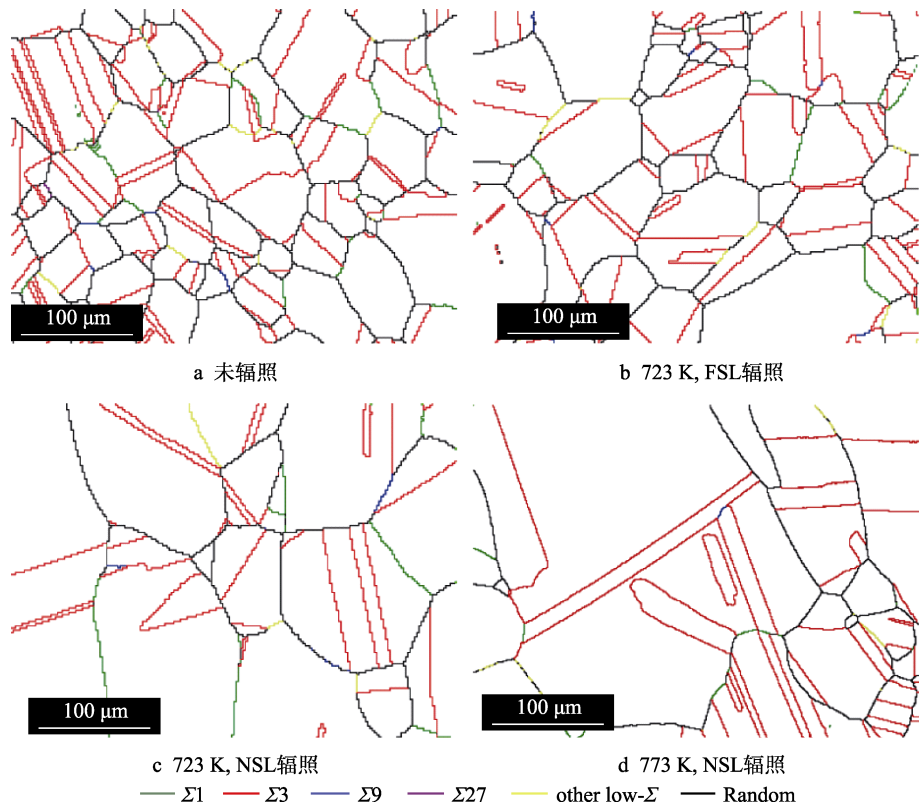 100 μm
100 μm
a 未辐照
b 723 K, FSL辐照
100 μm
100 μm
c 723 K, NSL辐照
d 773 K, NSL辐照
Σ1 Σ3 Σ9 Σ27 other low-Σ Random